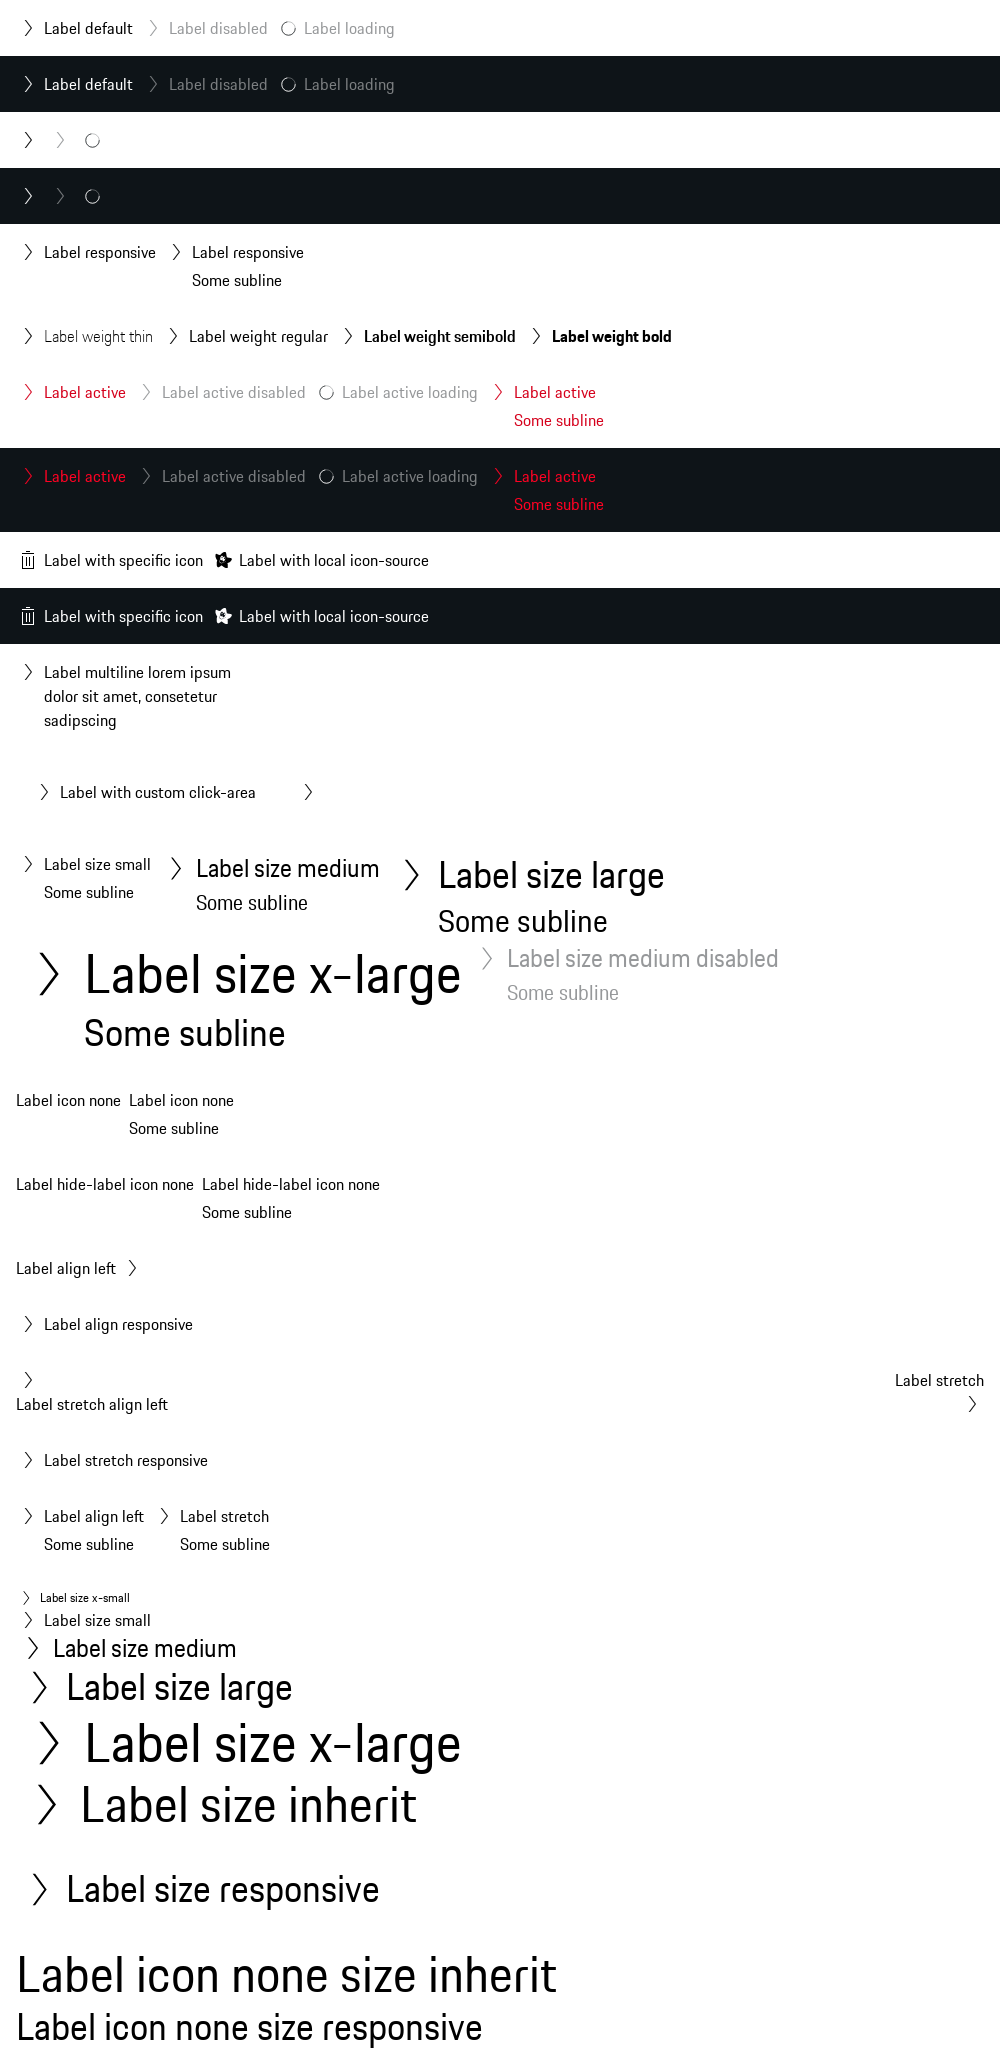 Label default Label disabled Label loading
Label default Label disabled Label loading
Label responsive Label responsive
Some subline
Label weight thin Label weight regular Label weight semibold Label weight bold
Label active Label active disabled Label active loading Label active
Some subline
Label active Label active disabled Label active loading Label active
Some subline
Label with specific icon Label with local icon-source
Label with specific icon Label with local icon-source
Label multiline lorem ipsum
dolor sit amet, consetetur
sadipscing
Label with custom click-area
Label size small Label size medium Label size large
Some subline Some subline Some subline
Label size x-large Label size medium disabled
Some subline Some subline
Label icon none Label icon none
Some subline
Label hide-label icon none Label hide-label icon none
Some subline
Label align left
Label align responsive
Label stretch
Label stretch align left
Label stretch responsive
Label align left Label stretch
Some subline Some subline
Label size x-small
Label size small
Label size medium
Label size large
Label size x-large
Label size inherit
Label size responsive
Label icon none size inherit
Label icon none size responsive